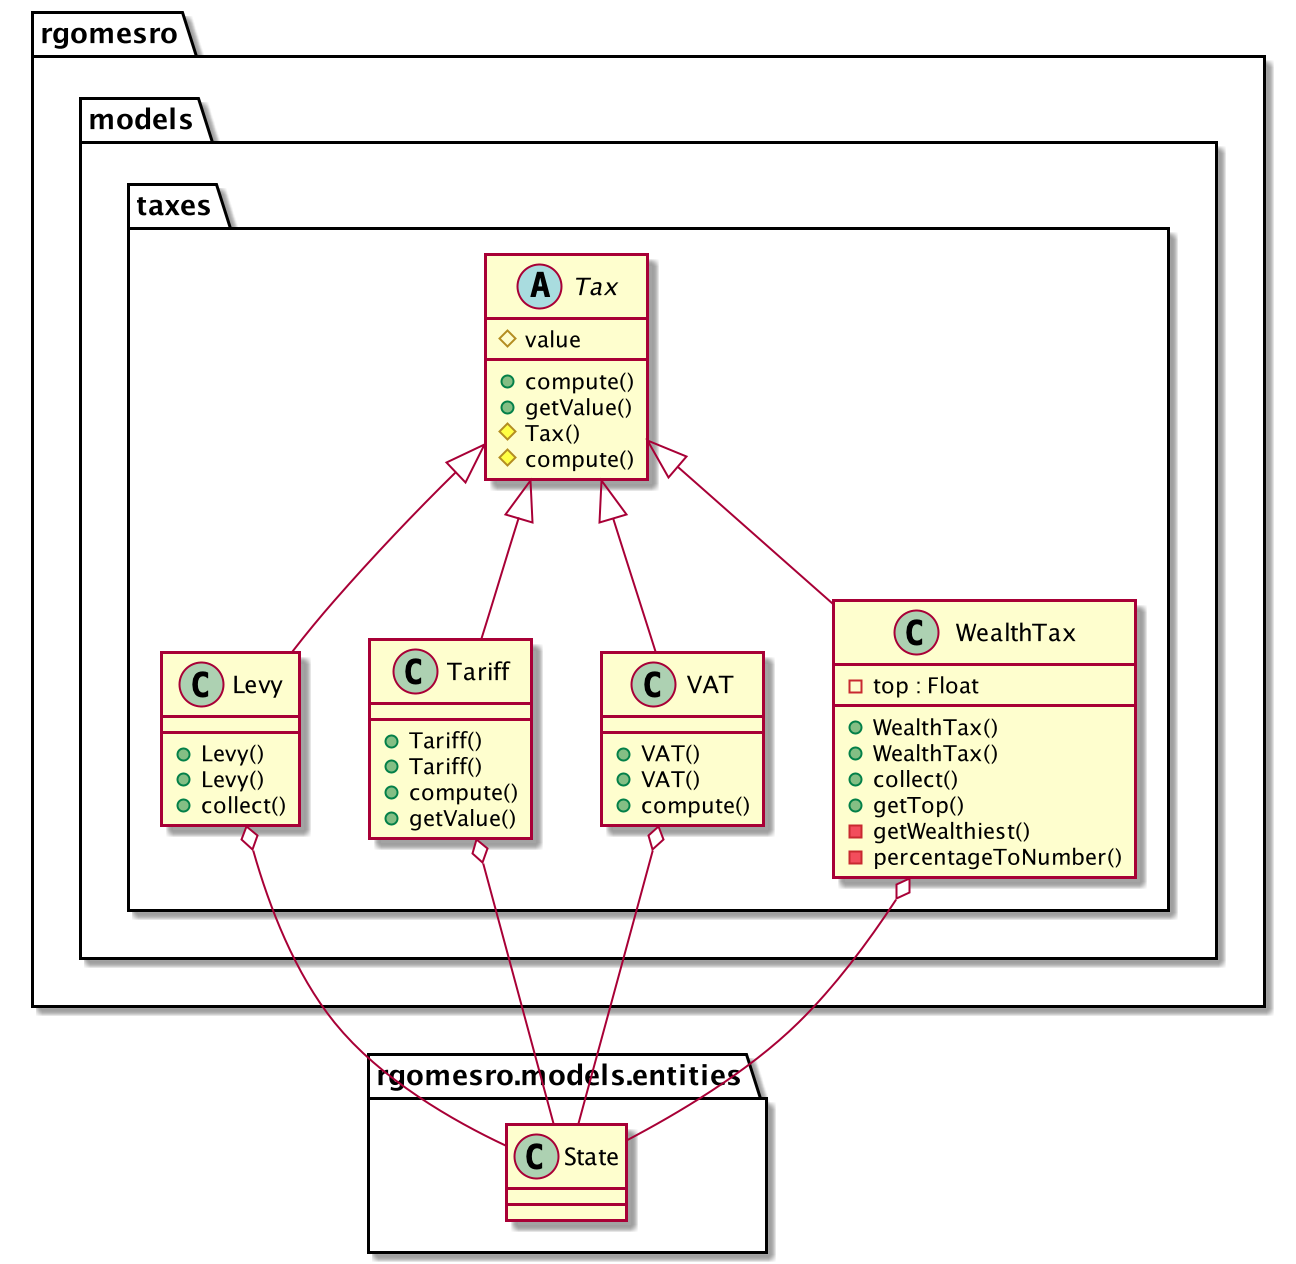 rgomesro
models
taxes
A Tax
value
compute()
getValue()
Tax()
compute()
C Levy
Levy()
Levy()
collect()
C Tariff
Tariff()
Tariff()
compute()
getValue()
C VAT
VAT()
VAT()
compute()
C WealthTax
top : Float
WealthTax()
WealthTax()
collect()
getTop()
getWealthiest()
percentageToNumber()
rgomesro.models.entities
C State